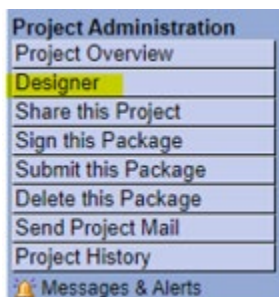 Project Administration
Project Overview
Designer
Share this Project
Sign this Package
Submit this Package
Delete this Package
Send Project Mail
Project History
Messages & Alerts